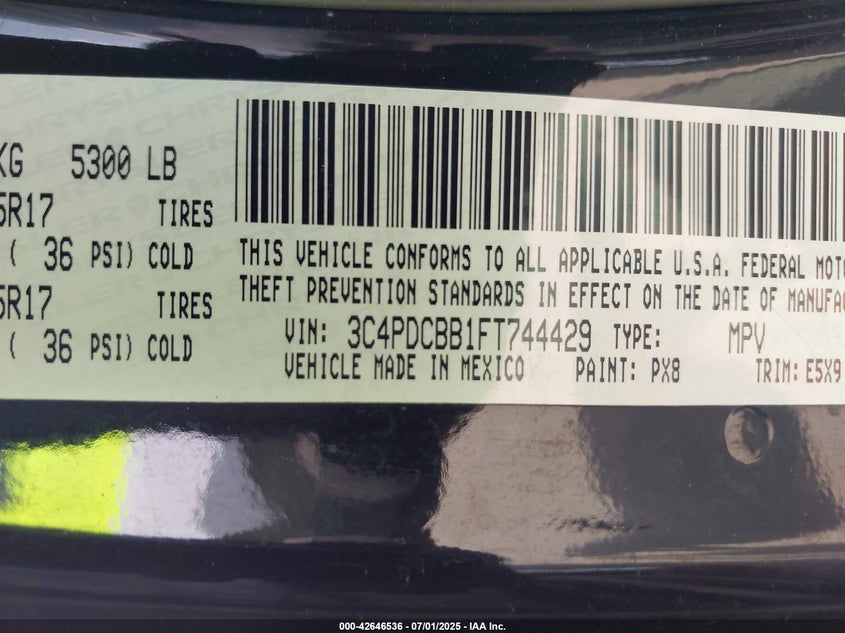 KG 5300 LB
5R17 TIRES
( 36 PSI) COLD
5R17 TIRES
( 36 PSI) COLD
THIS VEHICLE CONFORMS TO ALL APPLICABLE U.S.A. FEDERAL MOTO
THEFT PREVENTION STANDARDS IN EFFECT ON THE DATE OF MANUFA
VIN: 3C4PDCBB1FT744429 TYPE: MPV
VEHICLE MADE IN MEXICO PAINT: PX8 TRIM: E5X9
000-42646536 - 07/01/2025 - IAA Inc.